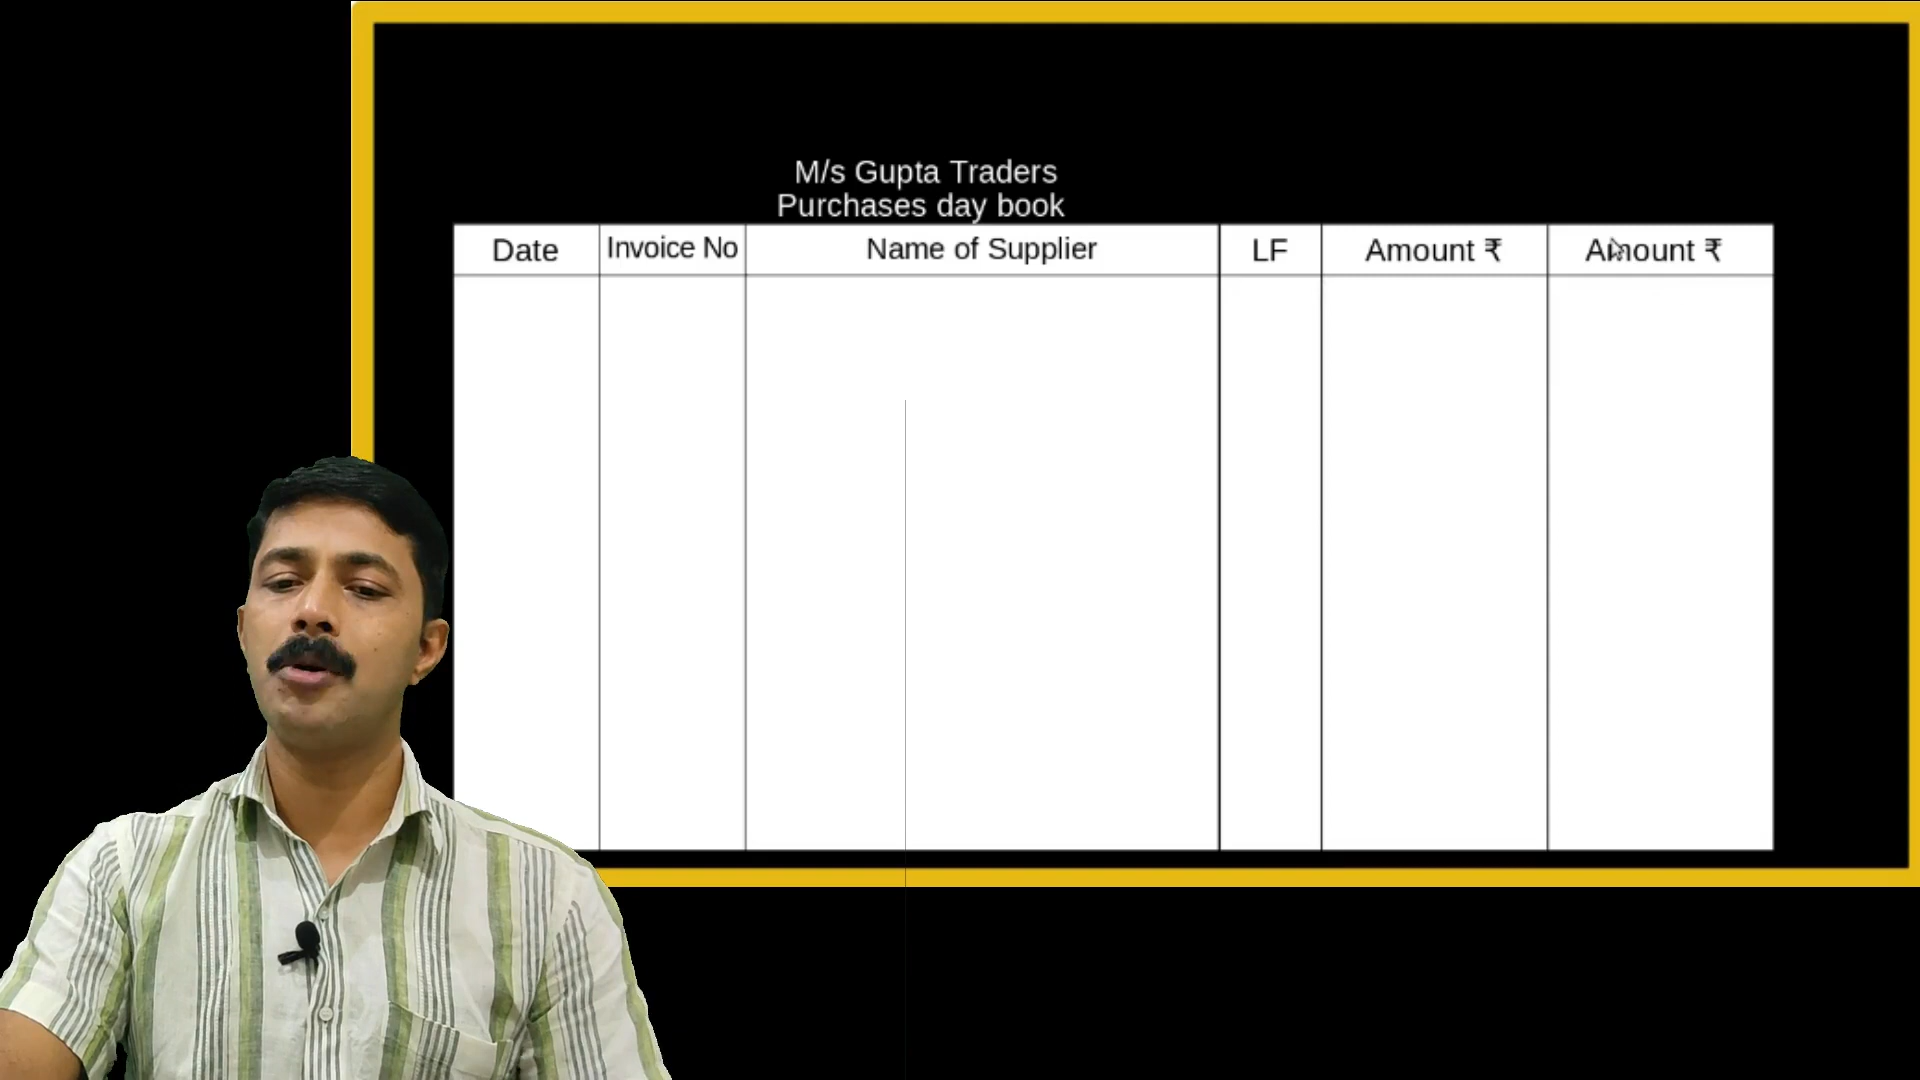 M/s Gupta Traders
Purchases day book
Date Invoice No Name of Supplier LF Amount ₹ Amount ₹